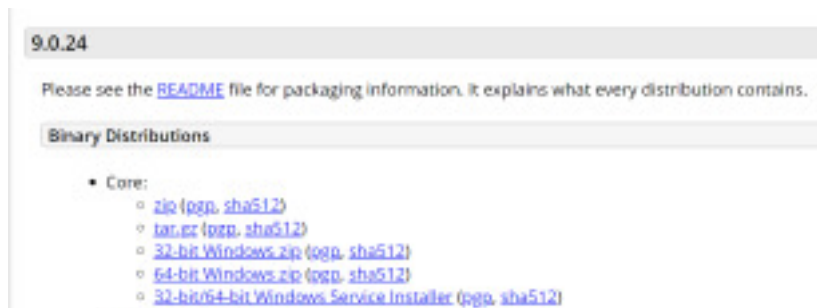 9.0.24
Please see the README file for packaging information. It explains what every distribution contains.
Binary Distributions
• Core:
◦ zip (pgp, sha512)
◦ tar.gz (pgp, sha512)
◦ 32-bit Windows zip (pgp, sha512)
◦ 64-bit Windows zip (pgp, sha512)
◦ 32-bit/64-bit Windows Service Installer (pgp, sha512)